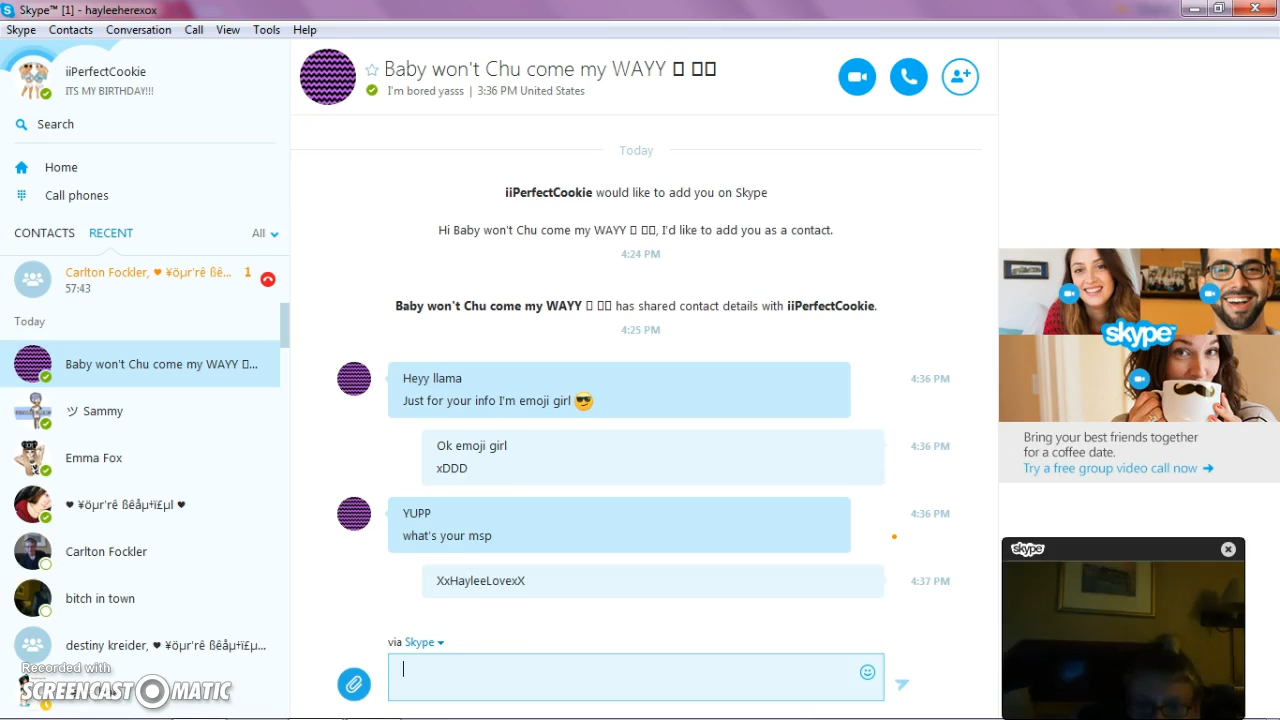 Skype™ [1] - hayleeherexox
Skype Contacts Conversation Call View Tools Help
iiPerfectCookie
ITS MY BIRTHDAY!!!
Search
Home
Call phones
CONTACTS RECENT All
Carlton Fockler, ♥ ¥öµr'rê ßê... 1
57:43
Today
Baby won't Chu come my WAYY ▯...
ツ Sammy
Emma Fox
♥ ¥öµr'rê ßêåµ†ï£µl ♥
Carlton Fockler
bitch in town
destiny kreider, ♥ ¥öµr'rê ßêåµ†ï£µ...
Recorded with
SCREENCAST-O-MATIC
Baby won't Chu come my WAYY ▯ ▯▯
I'm bored yasss | 3:36 PM United States
Today
iiPerfectCookie would like to add you on Skype
Hi Baby won't Chu come my WAYY ▯ ▯▯, I'd like to add you as a contact.
4:24 PM
Baby won't Chu come my WAYY ▯ ▯▯ has shared contact details with iiPerfectCookie.
4:25 PM
Heyy llama 4:36 PM
Just for your info I'm emoji girl 😎
Ok emoji girl 4:36 PM
xDDD
YUPP 4:36 PM
what's your msp
XxHayleeLovexX 4:37 PM
via Skype
skype
Bring your best friends together
for a coffee date.
Try a free group video call now →
skype